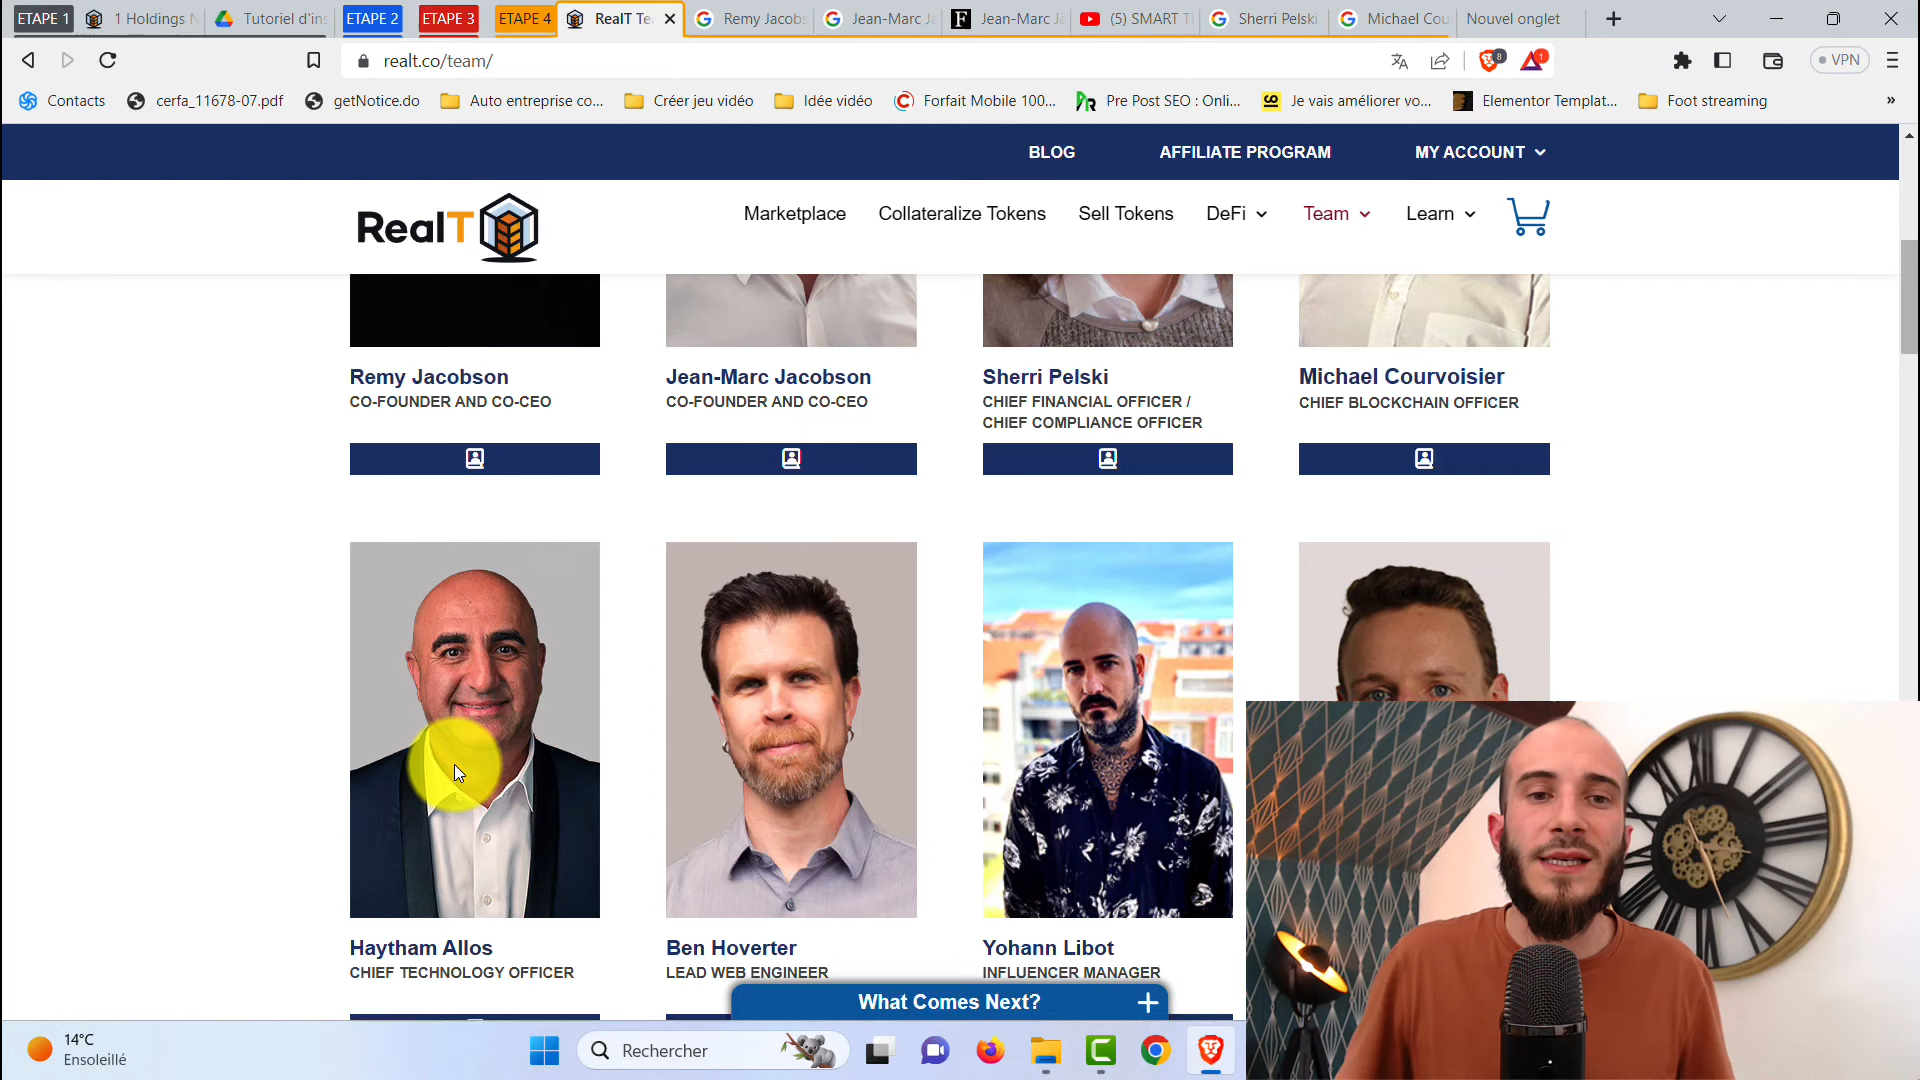 ETAPE 1
1 Holdings N
Tutoriel d'ins
ETAPE 2
ETAPE 3
ETAPE 4
RealT Te
Remy Jacobs
Jean-Marc Ja
Jean-Marc Ja
(5) SMART T
Sherri Pelski
Michael Cou
Nouvel onglet
realt.co/team/
8
1
VPN
Contacts
cerfa_11678-07.pdf
getNotice.do
Auto entreprise co...
Créer jeu vidéo
Idée vidéo
Forfait Mobile 100...
Pre Post SEO : Onli...
Je vais améliorer vo...
Elementor Templat...
Foot streaming
»
BLOG
AFFILIATE PROGRAM
MY ACCOUNT
RealT
Marketplace
Collateralize Tokens
Sell Tokens
DeFi
Team
Learn
Remy Jacobson
CO-FOUNDER AND CO-CEO
Jean-Marc Jacobson
CO-FOUNDER AND CO-CEO
Sherri Pelski
CHIEF FINANCIAL OFFICER /
CHIEF COMPLIANCE OFFICER
Michael Courvoisier
CHIEF BLOCKCHAIN OFFICER
Haytham Allos
CHIEF TECHNOLOGY OFFICER
Ben Hoverter
LEAD WEB ENGINEER
Yohann Libot
INFLUENCER MANAGER
What Comes Next?
14°C
Ensoleillé
Rechercher